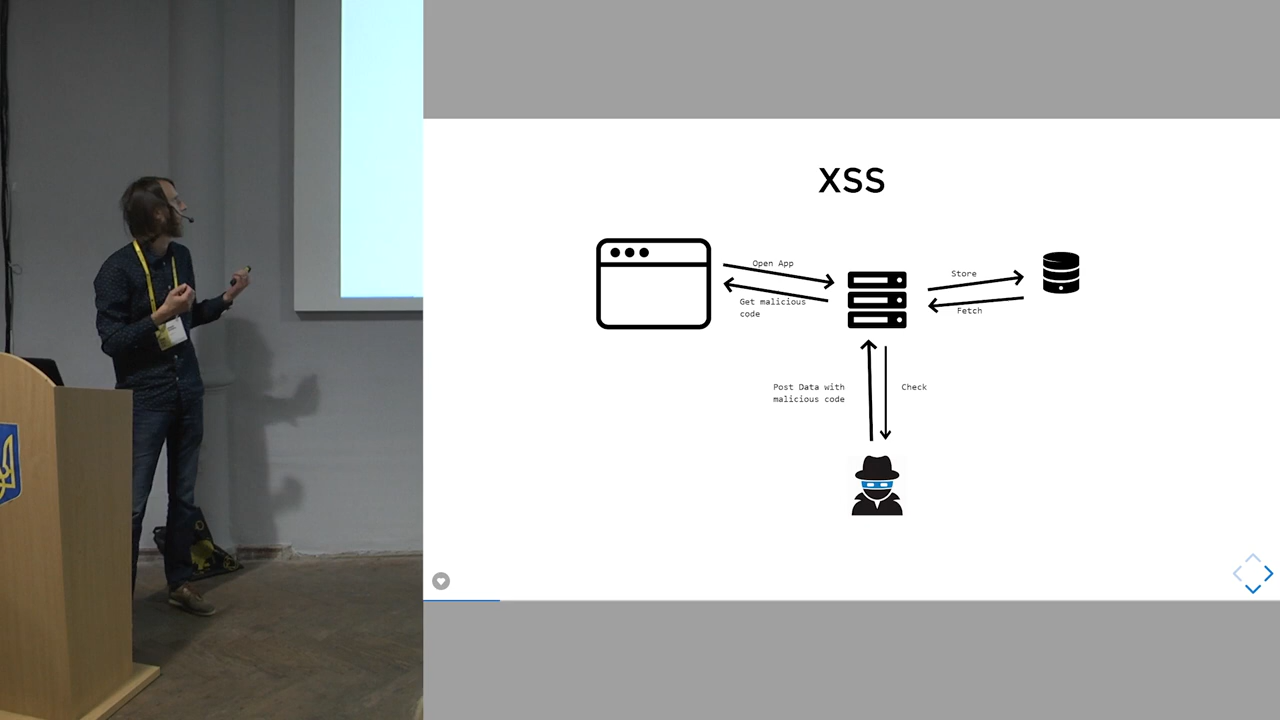 XSS
Open App
Get malicious
code
Store
Fetch
Post Data with
malicious code
Check